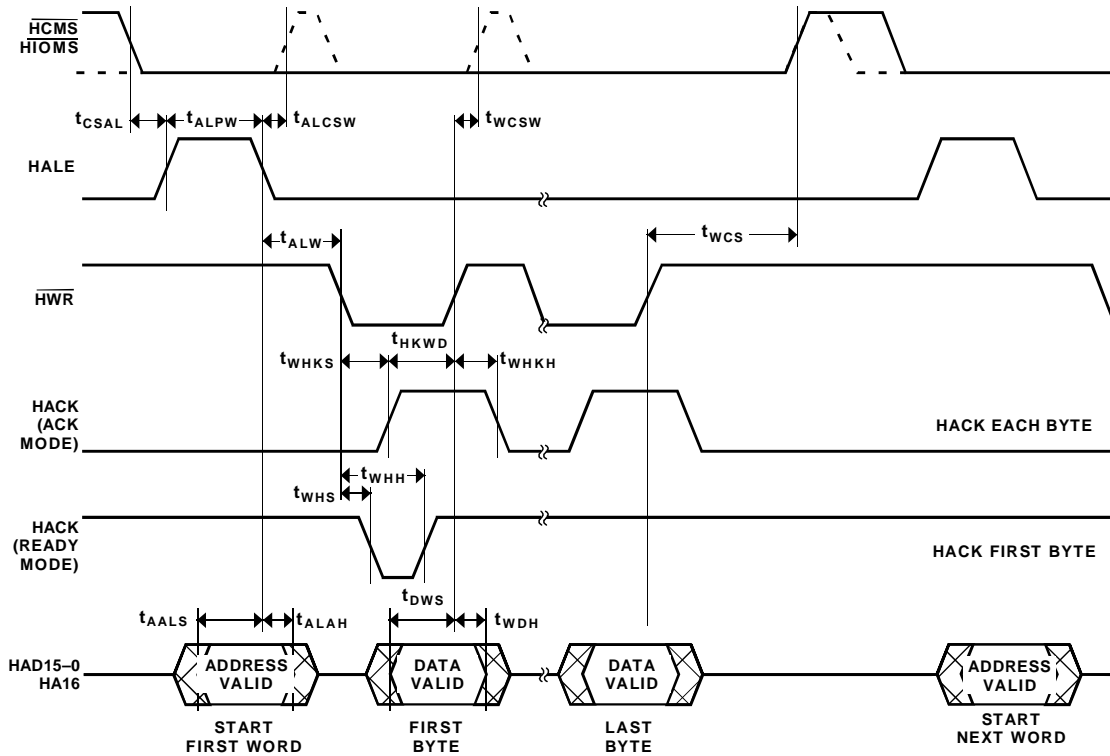 HCMS
HIOMS
tCSAL
tALPW
tALCSW
tWCSW
HALE
tALW
tWCS
HWR
tHKWD
tWHKS
tWHKH
HACK
(ACK
MODE)
HACK EACH BYTE
tWHH
tWHS
HACK
(READY
MODE)
HACK FIRST BYTE
tDWS
tAALS
tALAH
tWDH
HAD15–0
HA16
ADDRESS
VALID
DATA
VALID
DATA
VALID
ADDRESS
VALID
START
FIRST WORD
FIRST
BYTE
LAST
BYTE
START
NEXT WORD